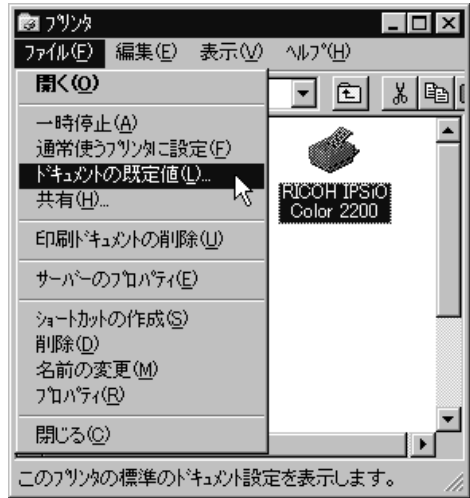 ﾌﾟﾘﾝﾀ
ﾌｧｲﾙ(F) 編集(E) 表示(V) ﾍﾙﾌﾟ(H)
開く(O)
一時停止(A)
通常使うﾌﾟﾘﾝﾀに設定(F)
ﾄﾞｷｭﾒﾝﾄの既定値(L)...
共有(H)...
印刷ﾄﾞｷｭﾒﾝﾄの削除(U)
ｻｰﾊﾞｰのﾌﾟﾛﾊﾟﾃｨ(E)
ｼｮｰﾄｶｯﾄの作成(S)
削除(D)
名前の変更(M)
ﾌﾟﾛﾊﾟﾃｨ(R)
閉じる(C)
RICOH IPSiO
Color 2200
このﾌﾟﾘﾝﾀの標準のﾄﾞｷｭﾒﾝﾄ設定を表示します。